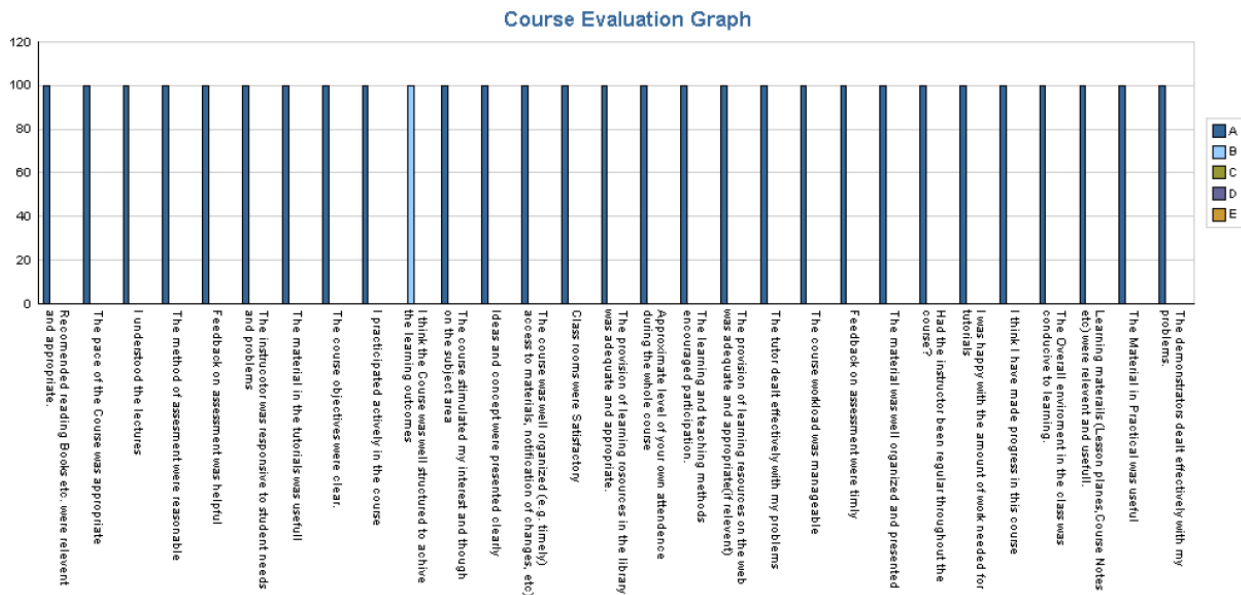 Course Evaluation Graph
120
100
80
60
40
20
0
A
B
C
D
E
Recomended reading Books etc. were relevent
and appropriate.
The pace of the Course was appropriate
I understood the lectures
The method of assesment were reasonable
Feedback on assessment was helpful
The instructor was responsive to student needs
and problems
The material in the tutorials was usefull
The course objectives were clear.
I practicipated actively in the course
I think the Course was well structured to achive
the learning outcomes
The course stimulated my interest and though
on the subject area
Ideas and concept were presented clearly
The course was well organized (e.g. timely)
access to materials, notification of changes, etc)
Class rooms were Satisfactory
The provision of learning rosources in the library
was adequate and appropriate.
Approximate level of your own attendence
during the whole course
The learning and teaching methods
encouraged participation.
The provision of learning resources on the web
was adequate and appropriate(if relevent)
The tutor dealt effectively with my problems
The course workload was manageable
Feedback on assessment were timly
The material was well organized and presented
Had the instructor been regular throughout the
course?
I was happy with the amount of work needed for
tutorials
I think I have made progress in this course
The Overall enviroment in the class was
conducive to learning.
Learning materails (Lesson planes,Course Notes
etc) were relevent and usefull.
The Material in Practical was useful
The demonstrators dealt effectively with my
problems.